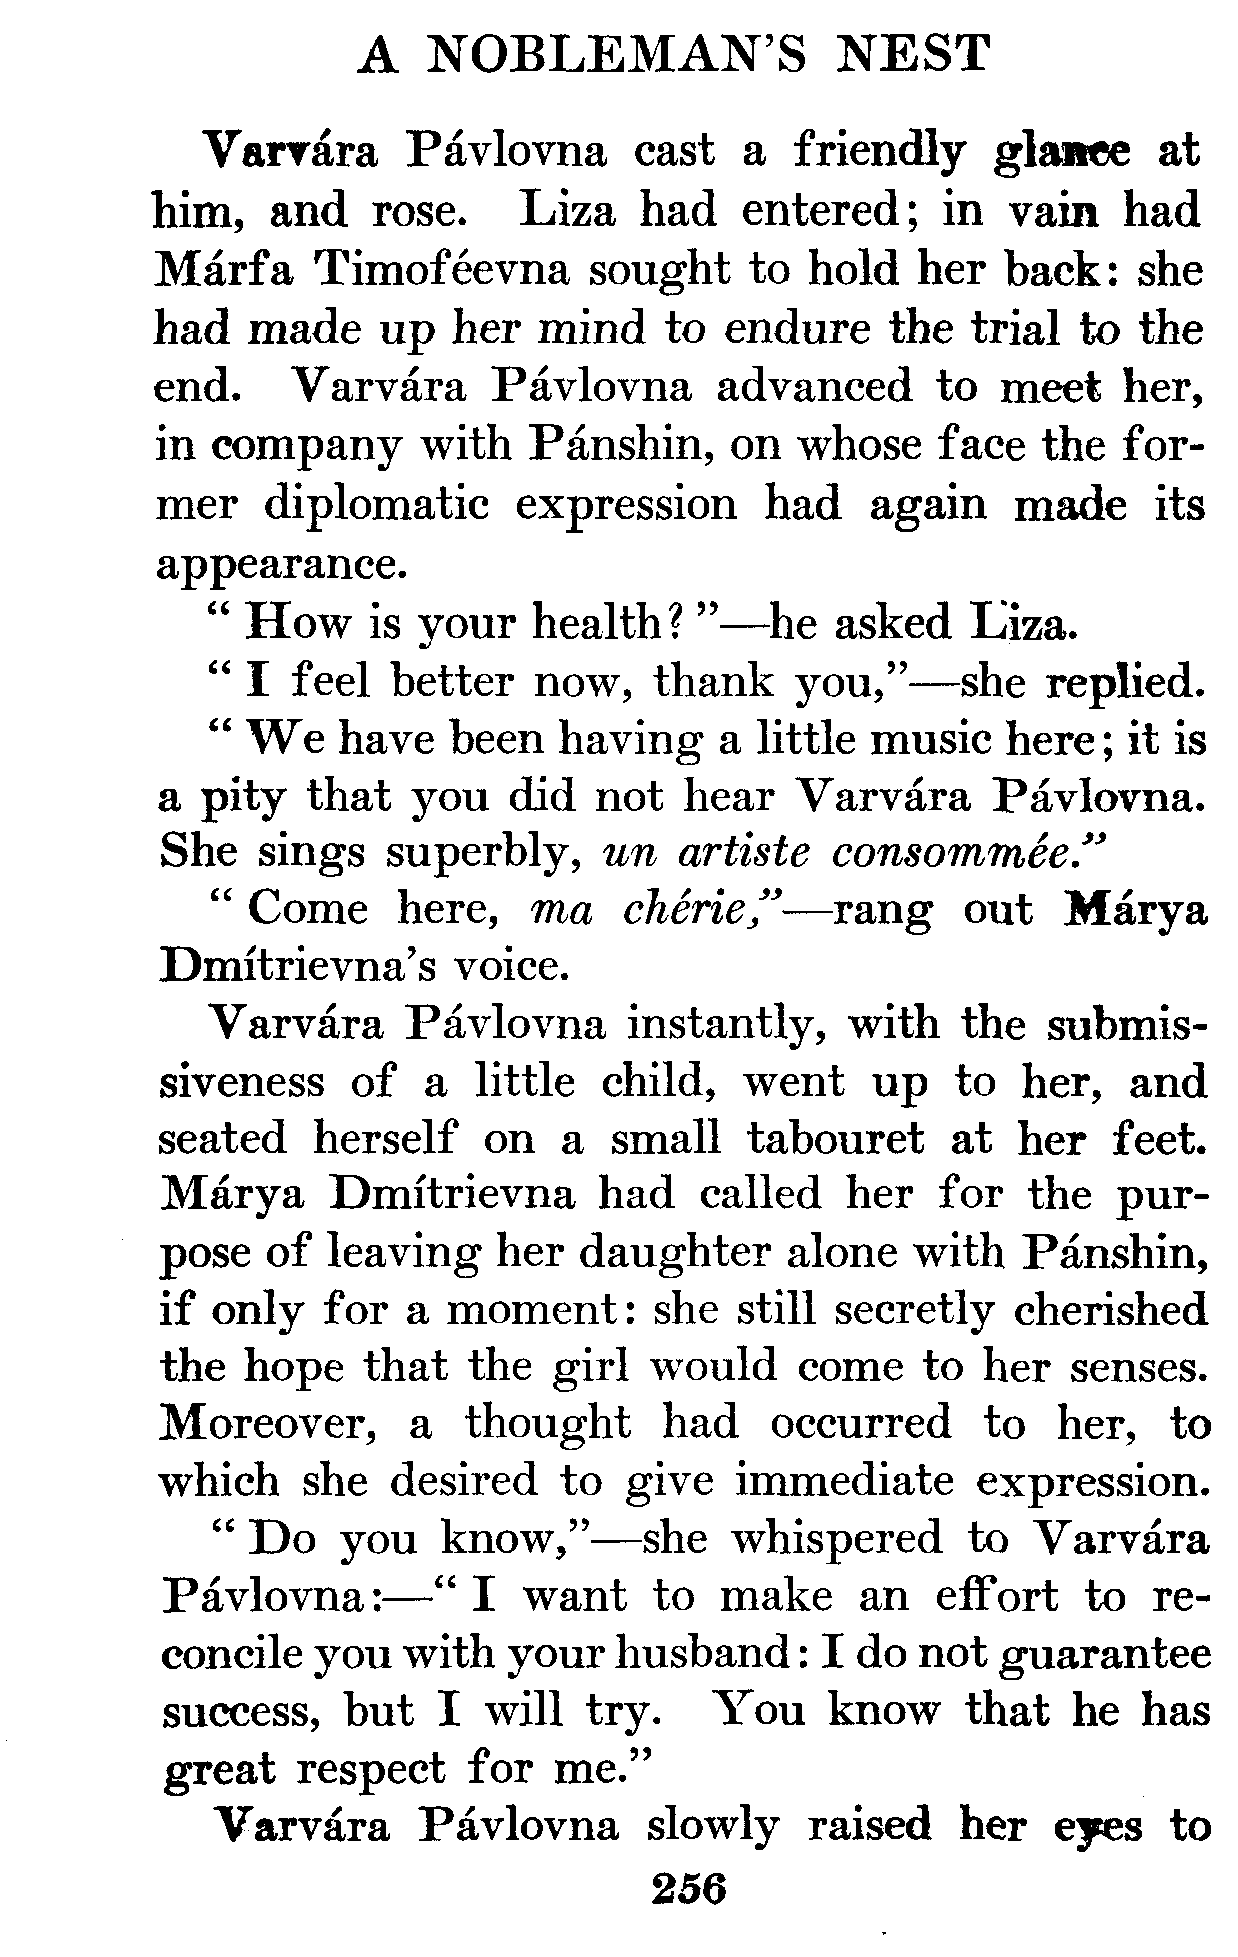 A NOBLEMAN'S NEST
Varvára Pávlovna cast a friendly glance at
him, and rose. Liza had entered; in vain had
Márfa Timoféevna sought to hold her back: she
had made up her mind to endure the trial to the
end. Varvára Pávlovna advanced to meet her,
in company with Pánshin, on whose face the for-
mer diplomatic expression had again made its
appearance.
" How is your health? "—he asked Liza.
" I feel better now, thank you,"—she replied.
" We have been having a little music here; it is
a pity that you did not hear Varvára Pávlovna.
She sings superbly, un artiste consommée."
" Come here, ma chérie,"—rang out Márya
Dmítrievna's voice.
Varvára Pávlovna instantly, with the submis-
siveness of a little child, went up to her, and
seated herself on a small tabouret at her feet.
Márya Dmítrievna had called her for the pur-
pose of leaving her daughter alone with Pánshin,
if only for a moment: she still secretly cherished
the hope that the girl would come to her senses.
Moreover, a thought had occurred to her, to
which she desired to give immediate expression.
" Do you know,"—she whispered to Varvára
Pávlovna:—" I want to make an effort to re-
concile you with your husband: I do not guarantee
success, but I will try. You know that he has
great respect for me."
Varvára Pávlovna slowly raised her eyes to
256